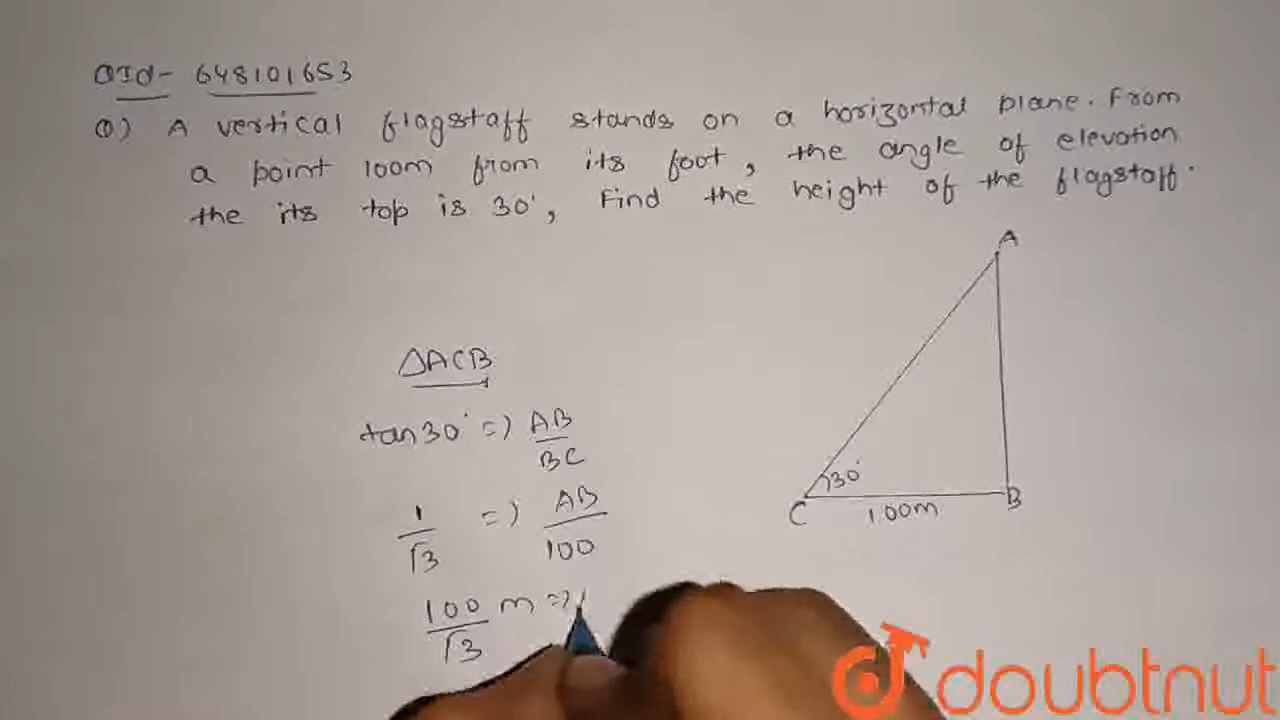 QId- 648101653
Q) A vertical flagstaff stands on a horizontal plane. From
a point 100m from its foot, the angle of elevation
the its top is 30°, Find the height of the flagstaff.
A
△ACB
tan30° =) AB/BC
30°
1/√3 =) AB/100
C 100m B
100/√3 m =)
doubtnut